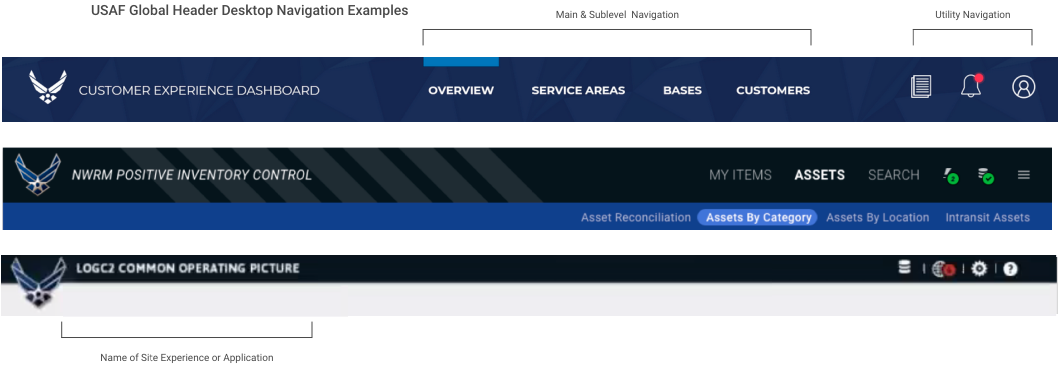 USAF Global Header Desktop Navigation Examples
Main & Sublevel Navigation
Utility Navigation
CUSTOMER EXPERIENCE DASHBOARD
OVERVIEW SERVICE AREAS BASES CUSTOMERS
NWRM POSITIVE INVENTORY CONTROL
MY ITEMS ASSETS SEARCH
Asset Reconciliation Assets By Category Assets By Location Intransit Assets
LOGC2 COMMON OPERATING PICTURE
?
Name of Site Experience or Application